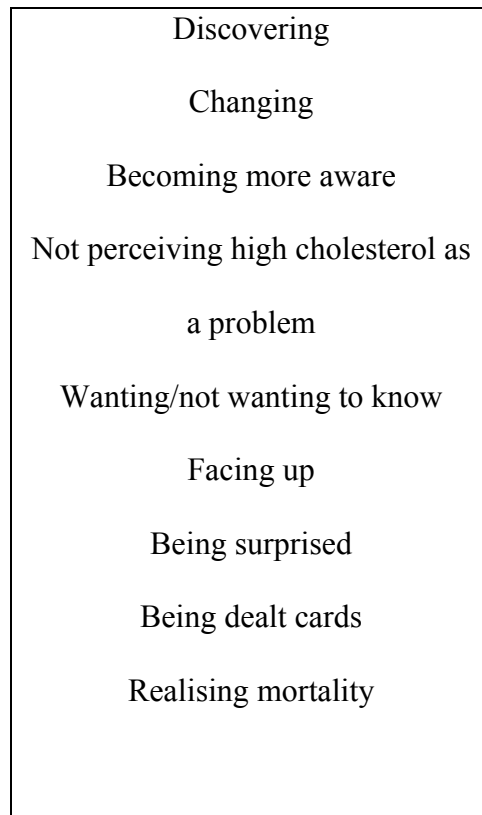 Discovering
Changing
Becoming more aware
Not perceiving high cholesterol as
a problem
Wanting/not wanting to know
Facing up
Being surprised
Being dealt cards
Realising mortality